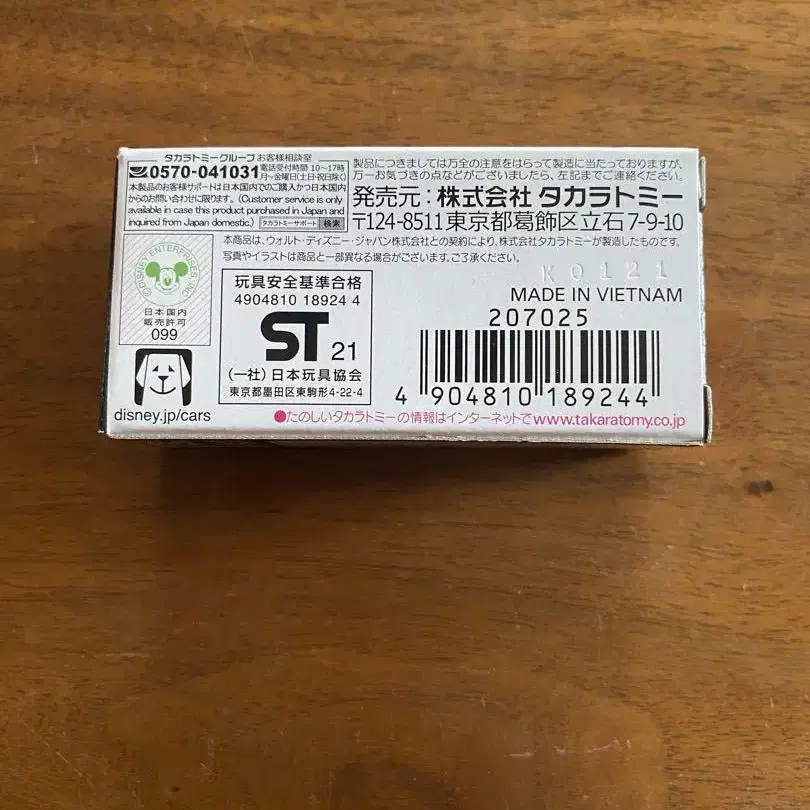 タカラトミーグループ お客様相談室
0570-041031 電話受付時間 10〜17時
月〜金曜日(土・日・祝日除く)
本製品のお客様サポートは日本国内でのご購入かつ日本国内
からのお問い合わせに限ります。(Customer service is only
available in case this product purchased in Japan and
inquired from Japan domestic.) タカラトミーサポート 検索
製品につきましては万全の注意をはらって製造に当たっておりますが、
万一お気づきの点などがございましたら、左記までご連絡ください。
発売元:株式会社 タカラトミー
〒124-8511東京都葛飾区立石7-9-10
本商品は、ウォルト・ディズニー・ジャパン株式会社との契約により、株式会社タカラトミーが製造したものです。
写真やイラストは商品と一部異なる場合がございます。ご了承ください。
©DISNEY ENTERPRISES INC
日本国内
販売許可
099
disney.jp/cars
玩具安全基準合格
4904810 18924 4
ST 21
(一社)日本玩具協会
東京都墨田区東駒形4-22-4
K0121
MADE IN VIETNAM
207025
4 904810 189244
●たのしいタカラトミーの情報はインターネットでwww.takaratomy.co.jp